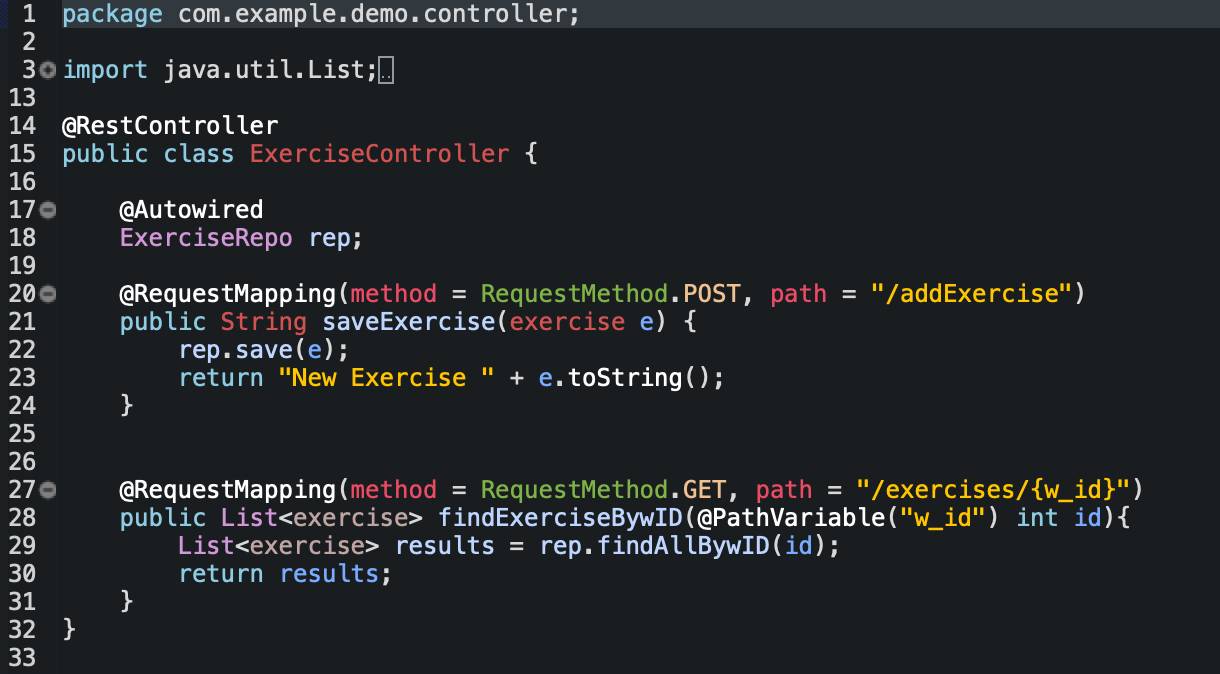 1 package com.example.demo.controller;
2
3 import java.util.List;..
13
14 @RestController
15 public class ExerciseController {
16
17     @Autowired
18     ExerciseRepo rep;
19
20     @RequestMapping(method = RequestMethod.POST, path = "/addExercise")
21     public String saveExercise(exercise e) {
22         rep.save(e);
23         return "New Exercise " + e.toString();
24     }
25
26
27     @RequestMapping(method = RequestMethod.GET, path = "/exercises/{w_id}")
28     public List<exercise> findExerciseBywID(@PathVariable("w_id") int id){
29         List<exercise> results = rep.findAllBywID(id);
30         return results;
31     }
32 }
33